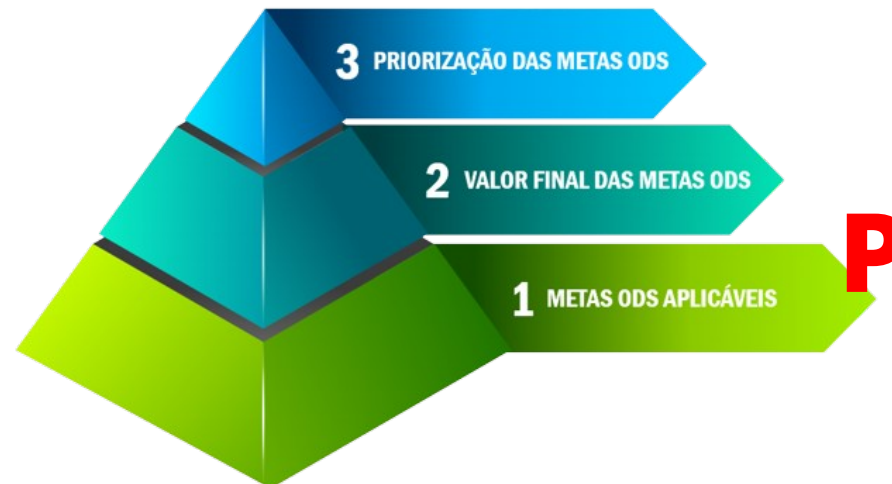 3 PRIORIZAÇÃO DAS METAS ODS
2 VALOR FINAL DAS METAS ODS
P
1 METAS ODS APLICÁVEIS